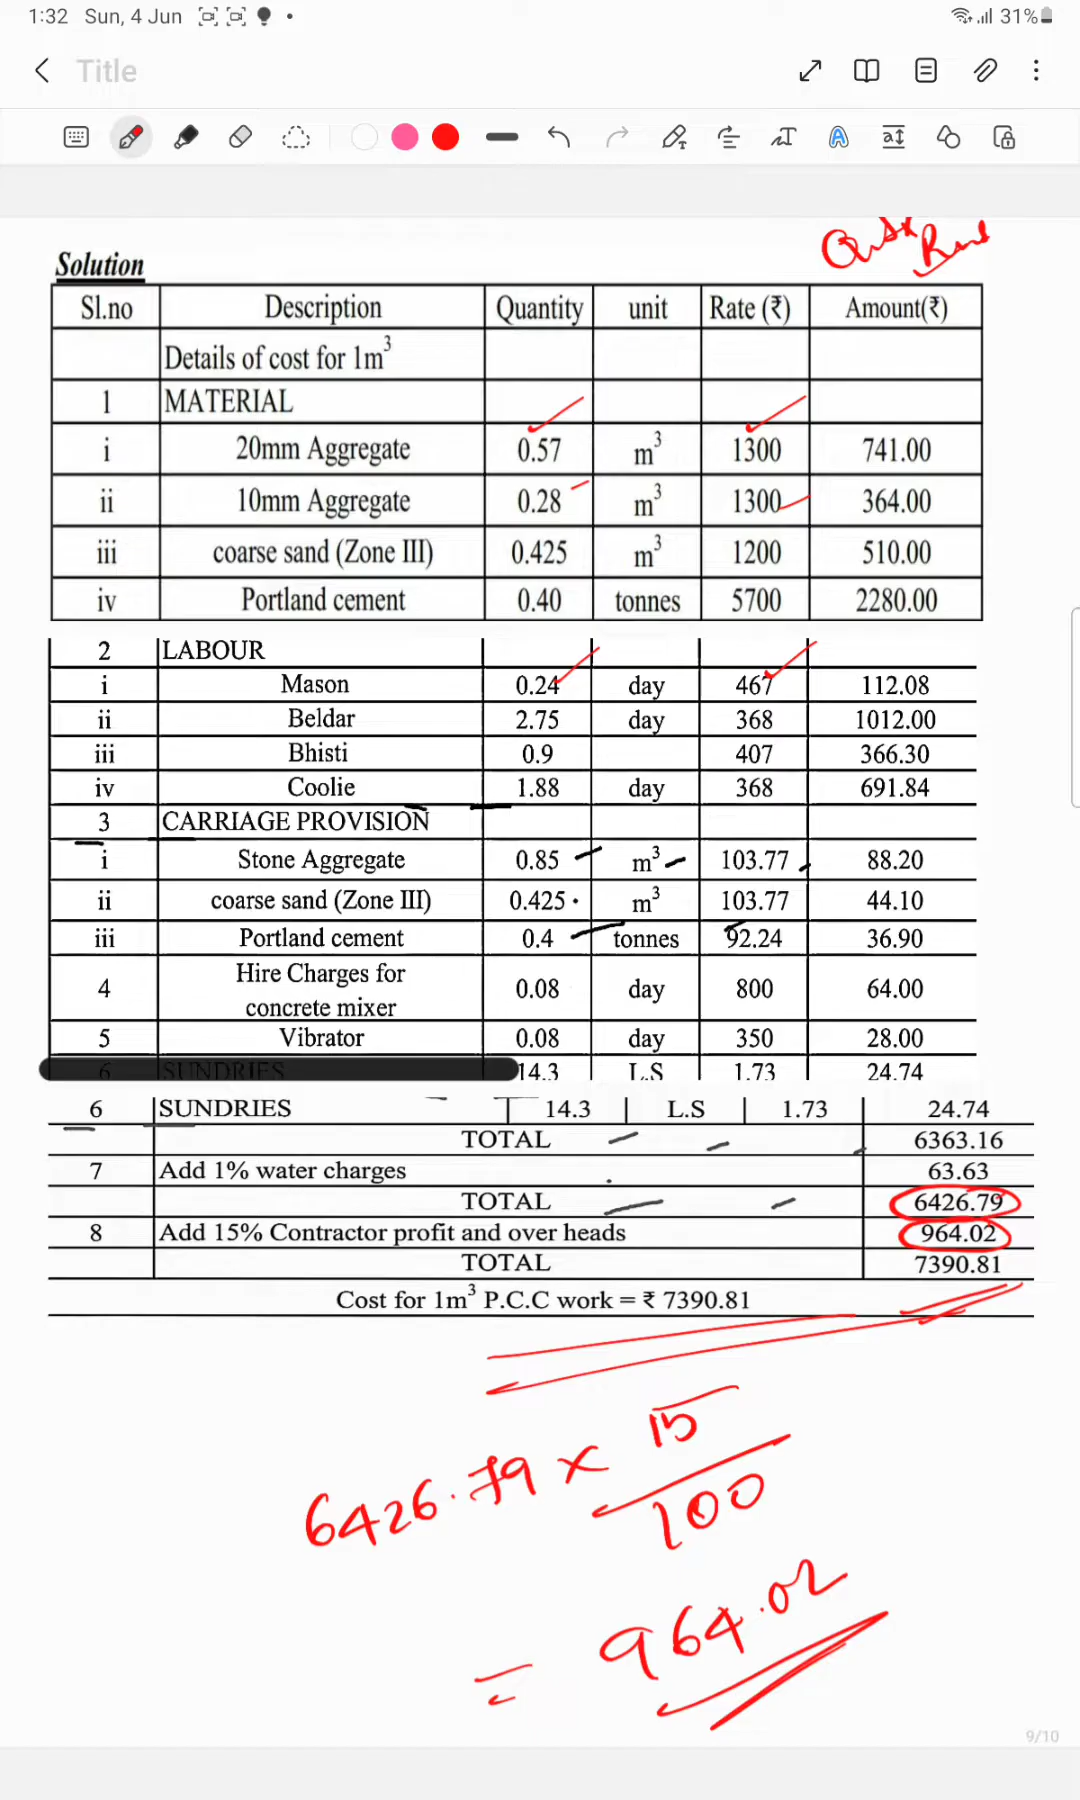 1:32 Sun, 4 Jun 31%
Title
Solution
Sl.no Description Quantity unit Rate (₹) Amount(₹)
Details of cost for 1m³
1 MATERIAL
i 20mm Aggregate 0.57 m³ 1300 741.00
ii 10mm Aggregate 0.28 m³ 1300 364.00
iii coarse sand (Zone III) 0.425 m³ 1200 510.00
iv Portland cement 0.40 tonnes 5700 2280.00
2 LABOUR
i Mason 0.24 day 467 112.08
ii Beldar 2.75 day 368 1012.00
iii Bhisti 0.9 407 366.30
iv Coolie 1.88 day 368 691.84
3 CARRIAGE PROVISION
i Stone Aggregate 0.85 m³ 103.77 88.20
ii coarse sand (Zone III) 0.425 m³ 103.77 44.10
iii Portland cement 0.4 tonnes 92.24 36.90
4 Hire Charges for concrete mixer 0.08 day 800 64.00
5 Vibrator 0.08 day 350 28.00
6 SUNDRIES 14.3 L.S 1.73 24.74
6 SUNDRIES 14.3 L.S 1.73 24.74
TOTAL 6363.16
7 Add 1% water charges 63.63
TOTAL 6426.79
8 Add 15% Contractor profit and over heads 964.02
TOTAL 7390.81
Cost for 1m³ P.C.C work = ₹ 7390.81
6426.79 × 15
100
= 964.02
9/10